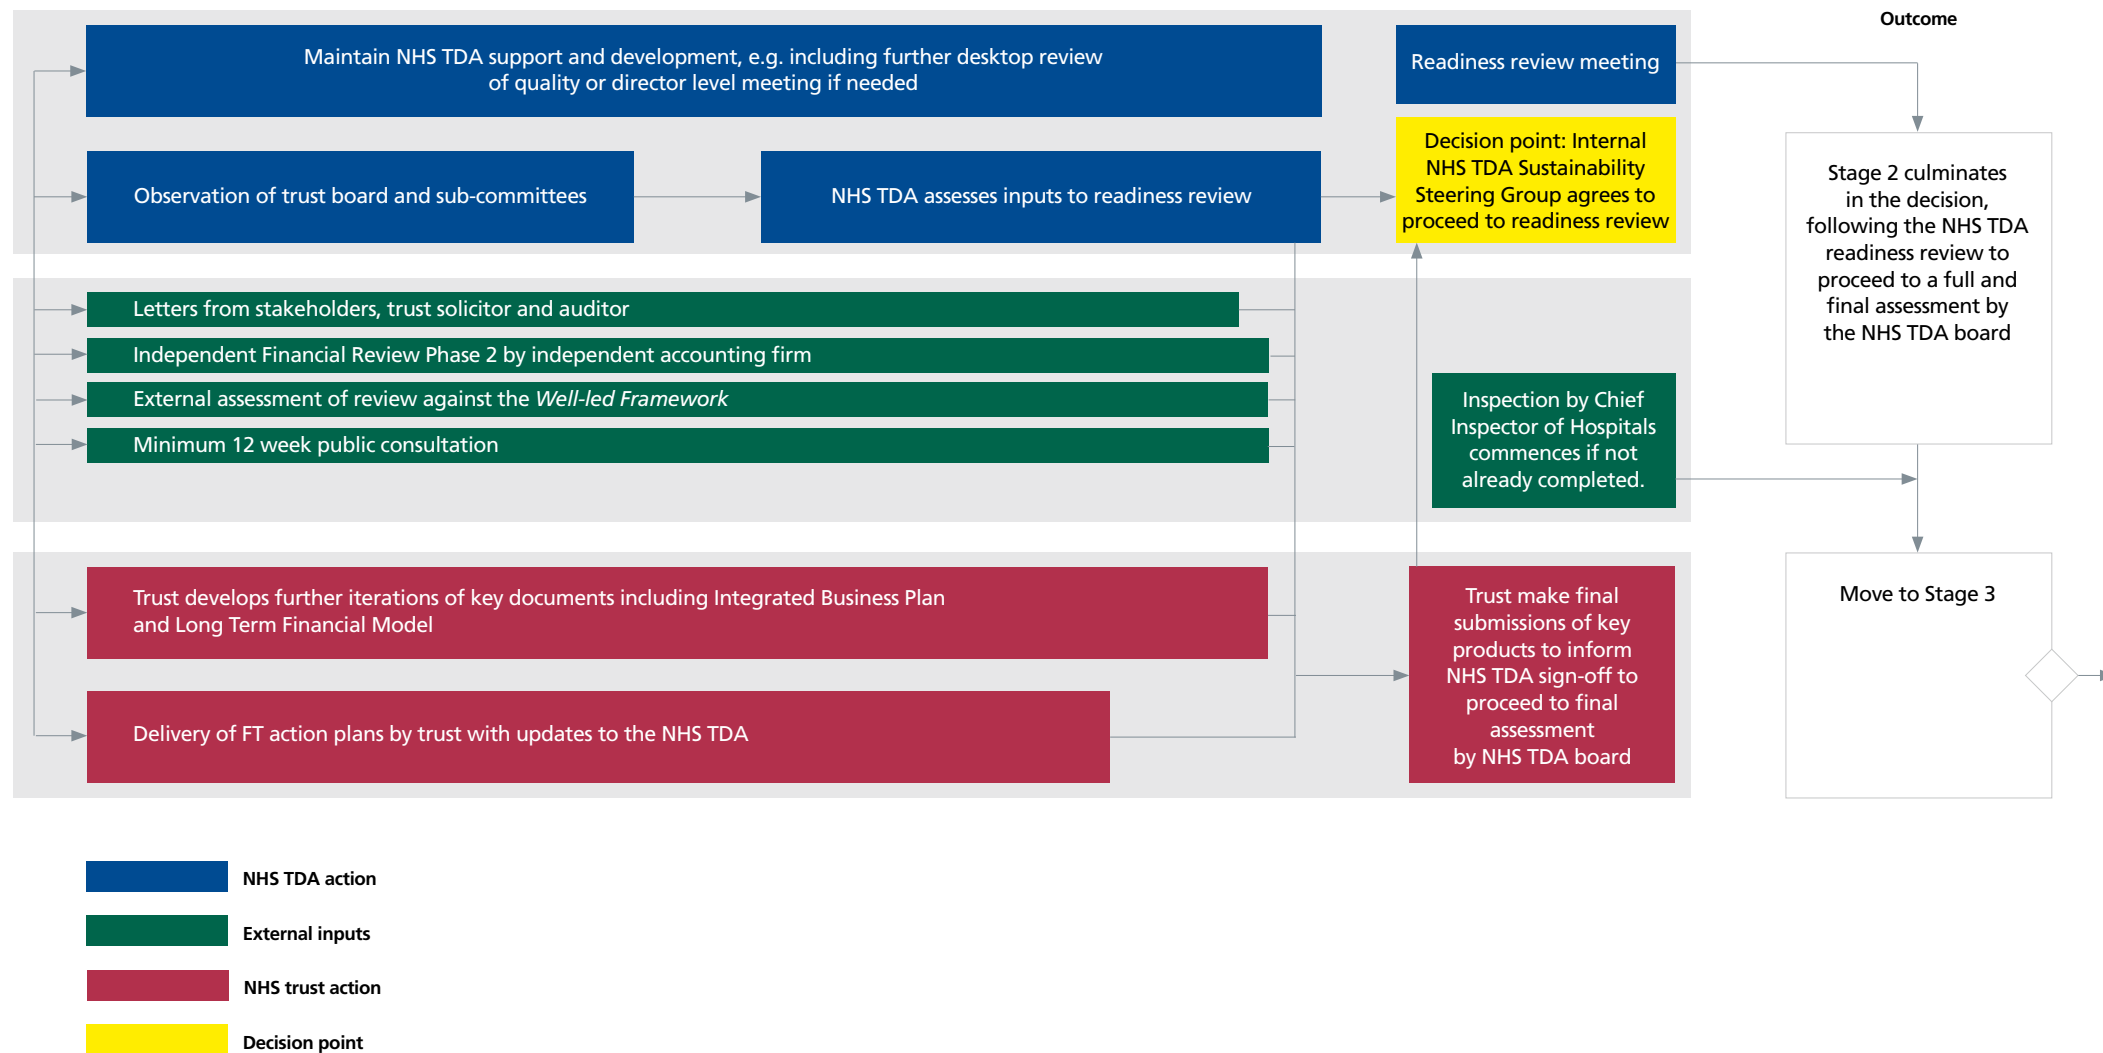 Outcome
Maintain NHS TDA support and development, e.g. including further desktop review
of quality or director level meeting if needed
Readiness review meeting
Observation of trust board and sub-committees
NHS TDA assesses inputs to readiness review
Decision point: Internal
NHS TDA Sustainability
Steering Group agrees to
proceed to readiness review
Stage 2 culminates
in the decision,
following the NHS TDA
readiness review to
proceed to a full and
final assessment by
the NHS TDA board
Letters from stakeholders, trust solicitor and auditor
Independent Financial Review Phase 2 by independent accounting firm
External assessment of review against the Well-led Framework
Minimum 12 week public consultation
Inspection by Chief
Inspector of Hospitals
commences if not
already completed.
Trust develops further iterations of key documents including Integrated Business Plan
and Long Term Financial Model
Delivery of FT action plans by trust with updates to the NHS TDA
Trust make final
submissions of key
products to inform
NHS TDA sign-off to
proceed to final
assessment
by NHS TDA board
Move to Stage 3
NHS TDA action
External inputs
NHS trust action
Decision point